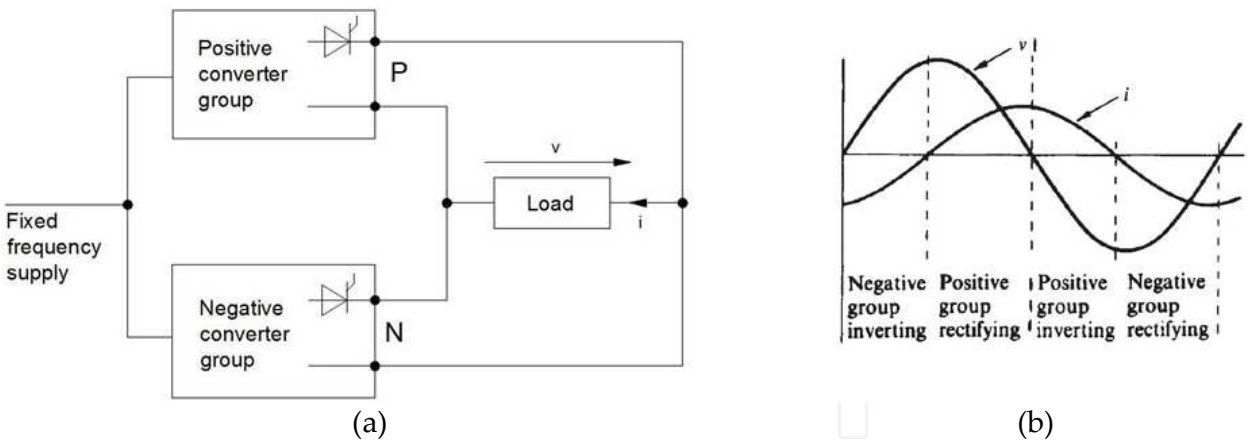 Positive
converter
group
P
v
Load
i
Fixed
frequency
supply
Negative
converter
group
N
(a)
v
i
Negative
group
inverting
Positive
group
rectifying
Positive
group
inverting
Negative
group
rectifying
(b)